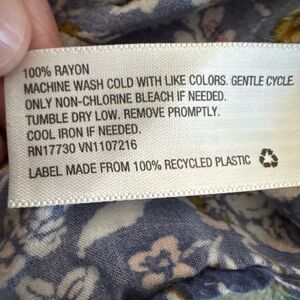 100% RAYON
MACHINE WASH COLD WITH LIKE COLORS. GENTLE CYCLE.
ONLY NON-CHLORINE BLEACH IF NEEDED.
TUMBLE DRY LOW. REMOVE PROMPTLY.
COOL IRON IF NEEDED.
RN17730 VN1107216
LABEL MADE FROM 100% RECYCLED PLASTIC